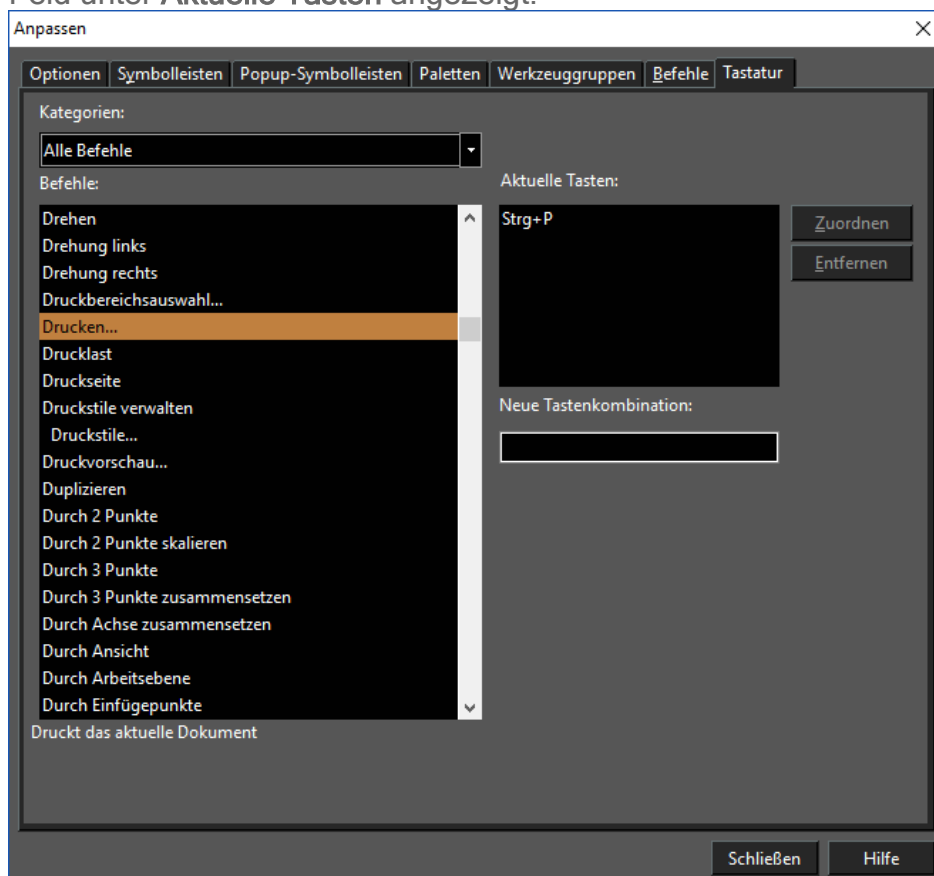 Feld unter Aktuelle Tasten angezeigt.
Anpassen
Optionen Symbolleisten Popup-Symbolleisten Paletten Werkzeuggruppen Befehle Tastatur
Kategorien:
Alle Befehle
Befehle:
Aktuelle Tasten:
Drehen
Drehung links
Drehung rechts
Druckbereichsauswahl...
Drucken...
Drucklast
Druckseite
Druckstile verwalten
Druckstile...
Druckvorschau...
Duplizieren
Durch 2 Punkte
Durch 2 Punkte skalieren
Durch 3 Punkte
Durch 3 Punkte zusammensetzen
Durch Achse zusammensetzen
Durch Ansicht
Durch Arbeitsebene
Durch Einfügepunkte
Strg+P
Zuordnen
Entfernen
Neue Tastenkombination:
Druckt das aktuelle Dokument
Schließen
Hilfe